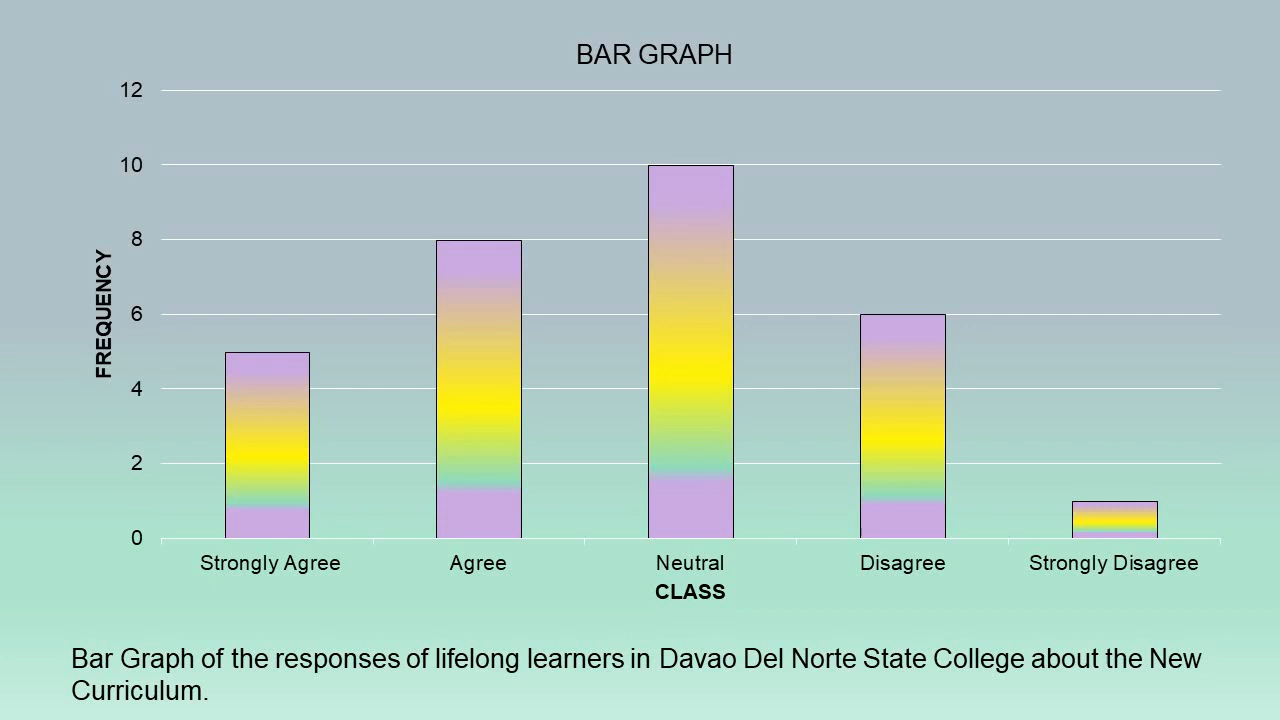 BAR GRAPH
12
10
8
6
4
2
0
FREQUENCY
Strongly Agree
Agree
Neutral
Disagree
Strongly Disagree
CLASS
Bar Graph of the responses of lifelong learners in Davao Del Norte State College about the New
Curriculum.